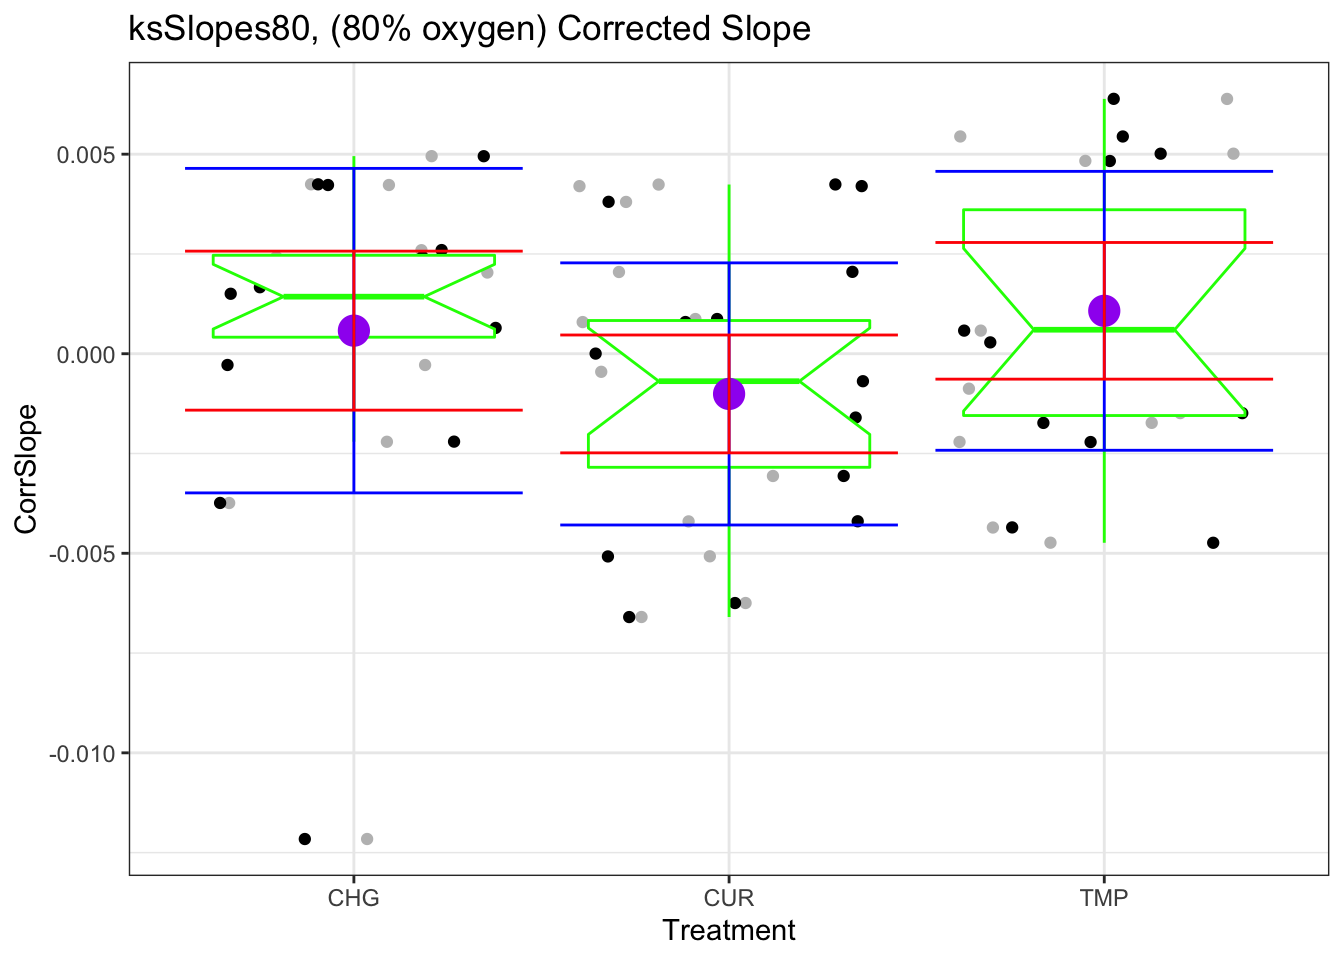 ksSlopes80, (80% oxygen) Corrected Slope
CorrSlope
0.005
0.000
-0.005
-0.010
CHG CUR TMP
Treatment